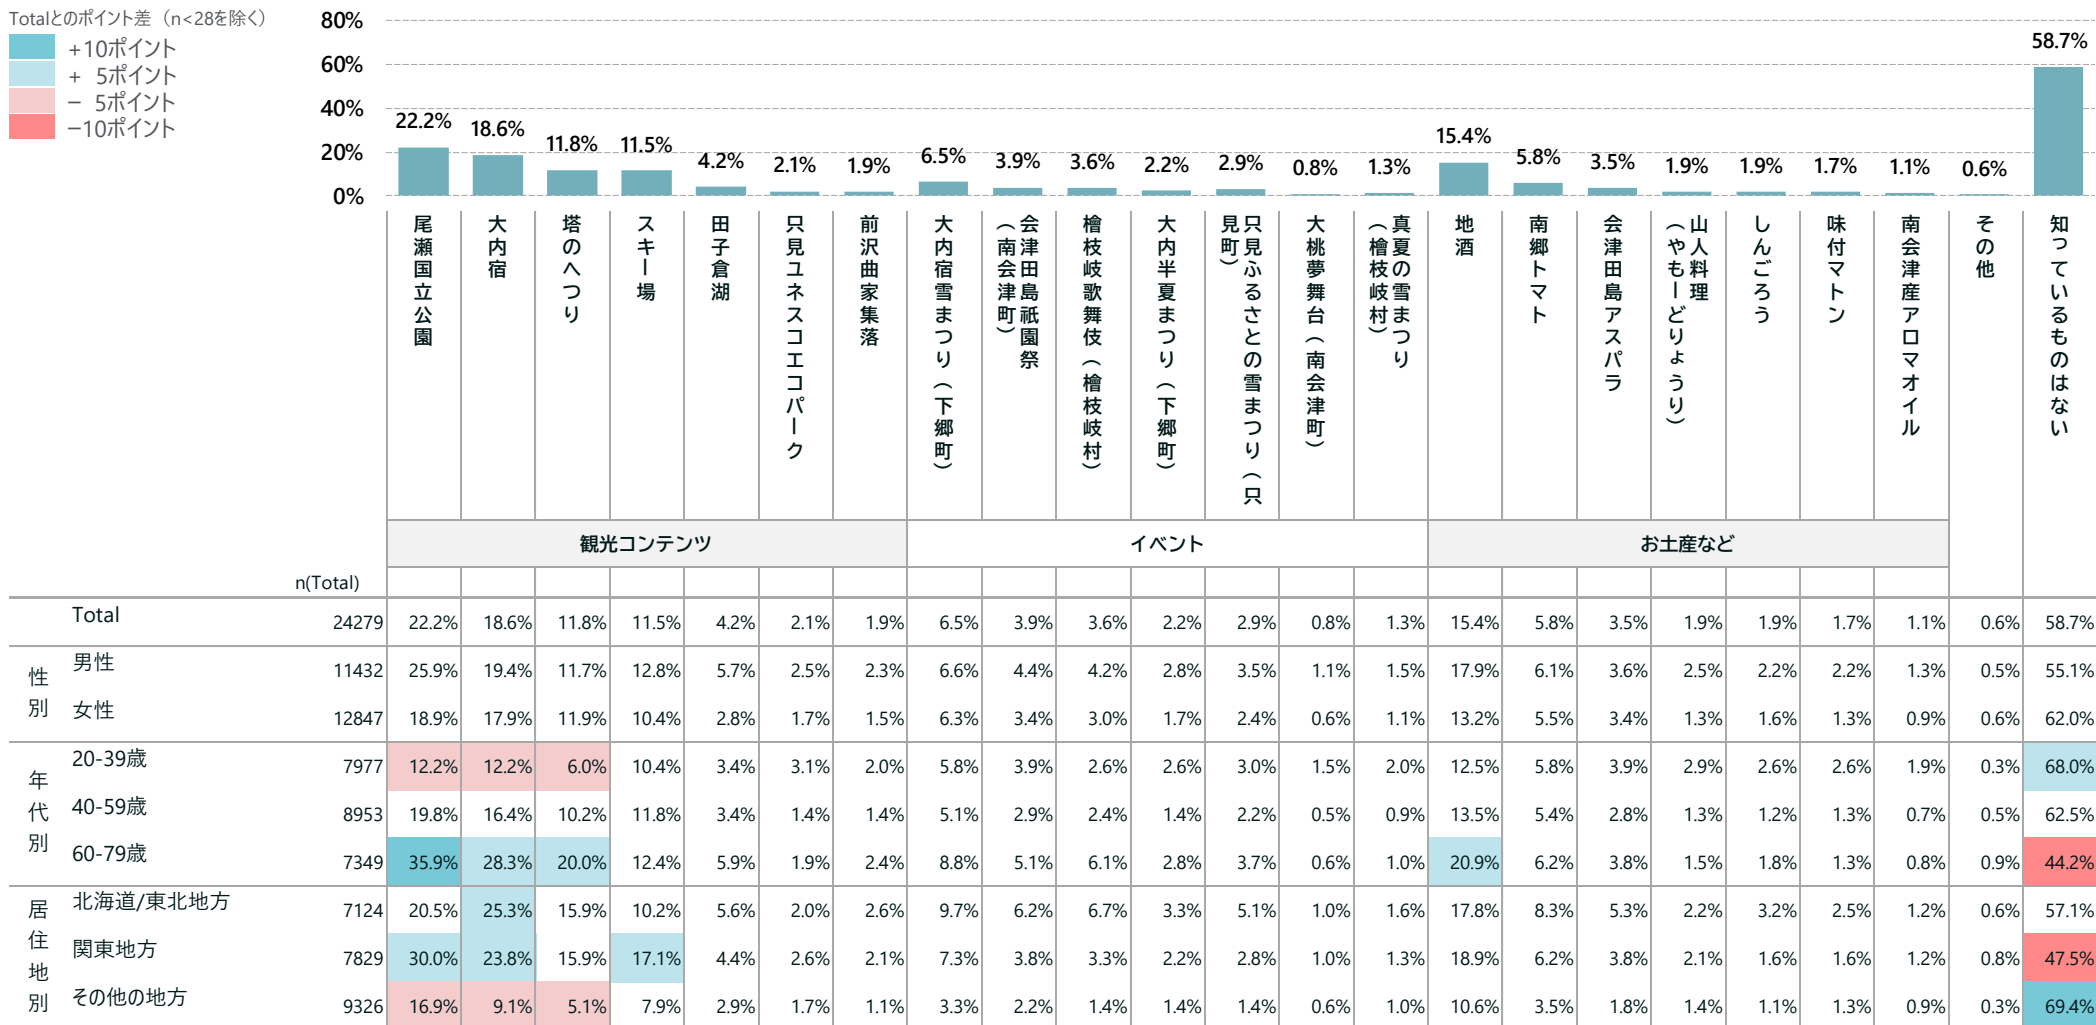 Totalとのポイント差（n<28を除く）
+10ポイント
+ 5ポイント
− 5ポイント
−10ポイント
80%
60%
40%
20%
0%
22.2% 18.6% 11.8% 11.5% 4.2% 2.1% 1.9% 6.5% 3.9% 3.6% 2.2% 2.9% 0.8% 1.3% 15.4% 5.8% 3.5% 1.9% 1.9% 1.7% 1.1% 0.6% 58.7%
尾瀬国立公園
大内宿
塔のへつり
スキー場
田子倉湖
只見ユネスコエコパーク
前沢曲家集落
大内宿雪まつり（下郷町）
会津田島祇園祭
（南会津町）
檜枝岐歌舞伎（檜枝岐村）
大内半夏まつり（下郷町）
只見ふるさとの雪まつり（只
見町）
大桃夢舞台（南会津町）
真夏の雪まつり
（檜枝岐村）
地酒
南郷トマト
会津田島アスパラ
山人料理
（やもーどりょうり）
しんごろう
味付マトン
南会津産アロマオイル
その他
知っているものはない
観光コンテンツ イベント お土産など
n(Total)
Total 24279 22.2% 18.6% 11.8% 11.5% 4.2% 2.1% 1.9% 6.5% 3.9% 3.6% 2.2% 2.9% 0.8% 1.3% 15.4% 5.8% 3.5% 1.9% 1.9% 1.7% 1.1% 0.6% 58.7%
性別
男性 11432 25.9% 19.4% 11.7% 12.8% 5.7% 2.5% 2.3% 6.6% 4.4% 4.2% 2.8% 3.5% 1.1% 1.5% 17.9% 6.1% 3.6% 2.5% 2.2% 2.2% 1.3% 0.5% 55.1%
女性 12847 18.9% 17.9% 11.9% 10.4% 2.8% 1.7% 1.5% 6.3% 3.4% 3.0% 1.7% 2.4% 0.6% 1.1% 13.2% 5.5% 3.4% 1.3% 1.6% 1.3% 0.9% 0.6% 62.0%
年代別
20-39歳 7977 12.2% 12.2% 6.0% 10.4% 3.4% 3.1% 2.0% 5.8% 3.9% 2.6% 2.6% 3.0% 1.5% 2.0% 12.5% 5.8% 3.9% 2.9% 2.6% 2.6% 1.9% 0.3% 68.0%
40-59歳 8953 19.8% 16.4% 10.2% 11.8% 3.4% 1.4% 1.4% 5.1% 2.9% 2.4% 1.4% 2.2% 0.5% 0.9% 13.5% 5.4% 2.8% 1.3% 1.2% 1.3% 0.7% 0.5% 62.5%
60-79歳 7349 35.9% 28.3% 20.0% 12.4% 5.9% 1.9% 2.4% 8.8% 5.1% 6.1% 2.8% 3.7% 0.6% 1.0% 20.9% 6.2% 3.8% 1.5% 1.8% 1.3% 0.8% 0.9% 44.2%
居住地別
北海道/東北地方 7124 20.5% 25.3% 15.9% 10.2% 5.6% 2.0% 2.6% 9.7% 6.2% 6.7% 3.3% 5.1% 1.0% 1.6% 17.8% 8.3% 5.3% 2.2% 3.2% 2.5% 1.2% 0.6% 57.1%
関東地方 7829 30.0% 23.8% 15.9% 17.1% 4.4% 2.6% 2.1% 7.3% 3.8% 3.3% 2.2% 2.8% 1.0% 1.3% 18.9% 6.2% 3.8% 2.1% 1.6% 1.6% 1.2% 0.8% 47.5%
その他の地方 9326 16.9% 9.1% 5.1% 7.9% 2.9% 1.7% 1.1% 3.3% 2.2% 1.4% 1.4% 1.4% 0.6% 1.0% 10.6% 3.5% 1.8% 1.4% 1.1% 1.3% 0.9% 0.3% 69.4%